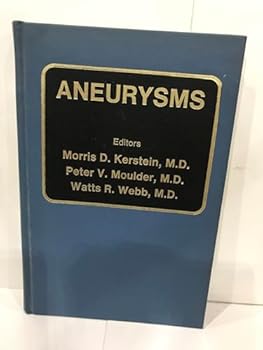 ANEURYSMS
Editors
Morris D. Kerstein, M.D.
Peter V. Moulder, M.D.
Watts R. Webb, M.D.